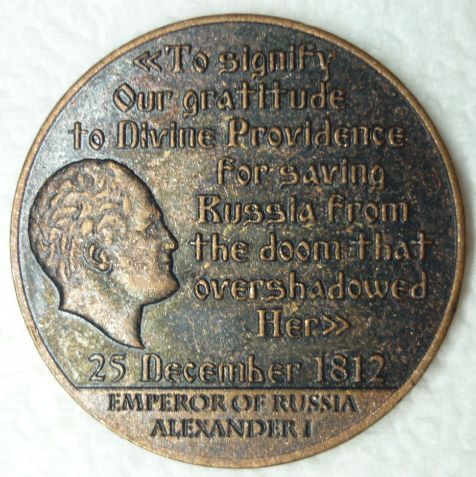 «To signify
Our gratitude
to Divine Providence
for saving
Russia from
the doom that
overshadowed
Her»
25 December 1812
EMPEROR OF RUSSIA
ALEXANDER I